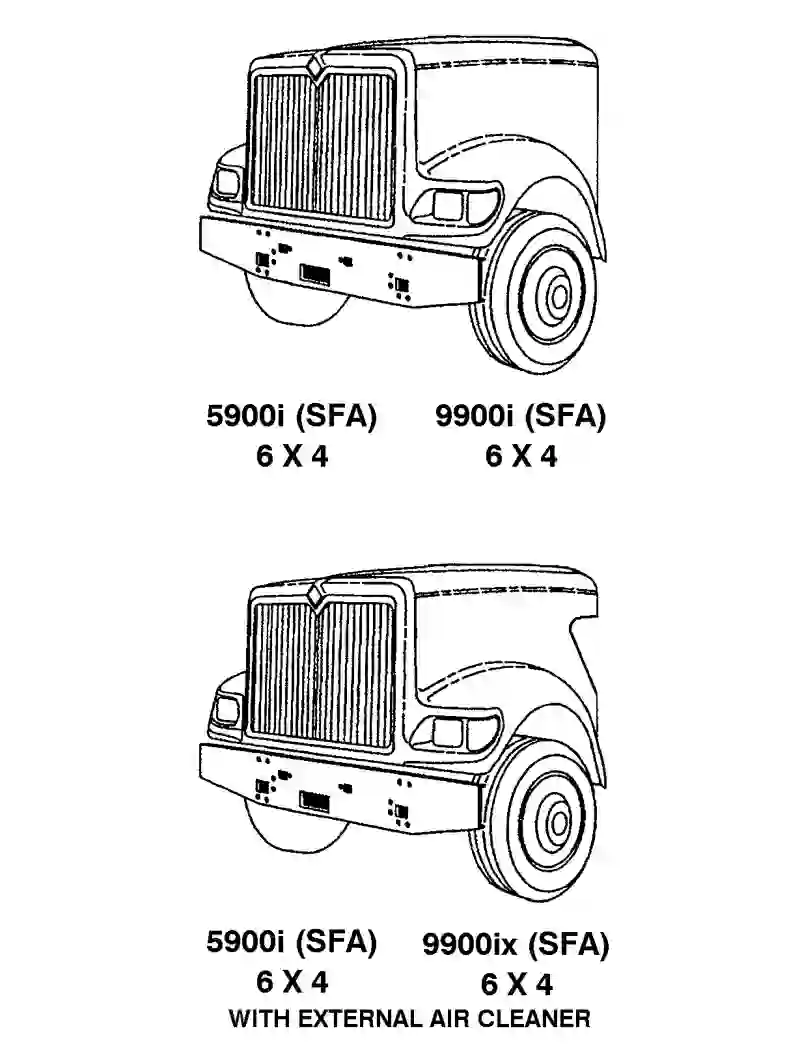 5900i (SFA) 9900i (SFA)
6 X 4 6 X 4
5900i (SFA) 9900ix (SFA)
6 X 4 6 X 4
WITH EXTERNAL AIR CLEANER